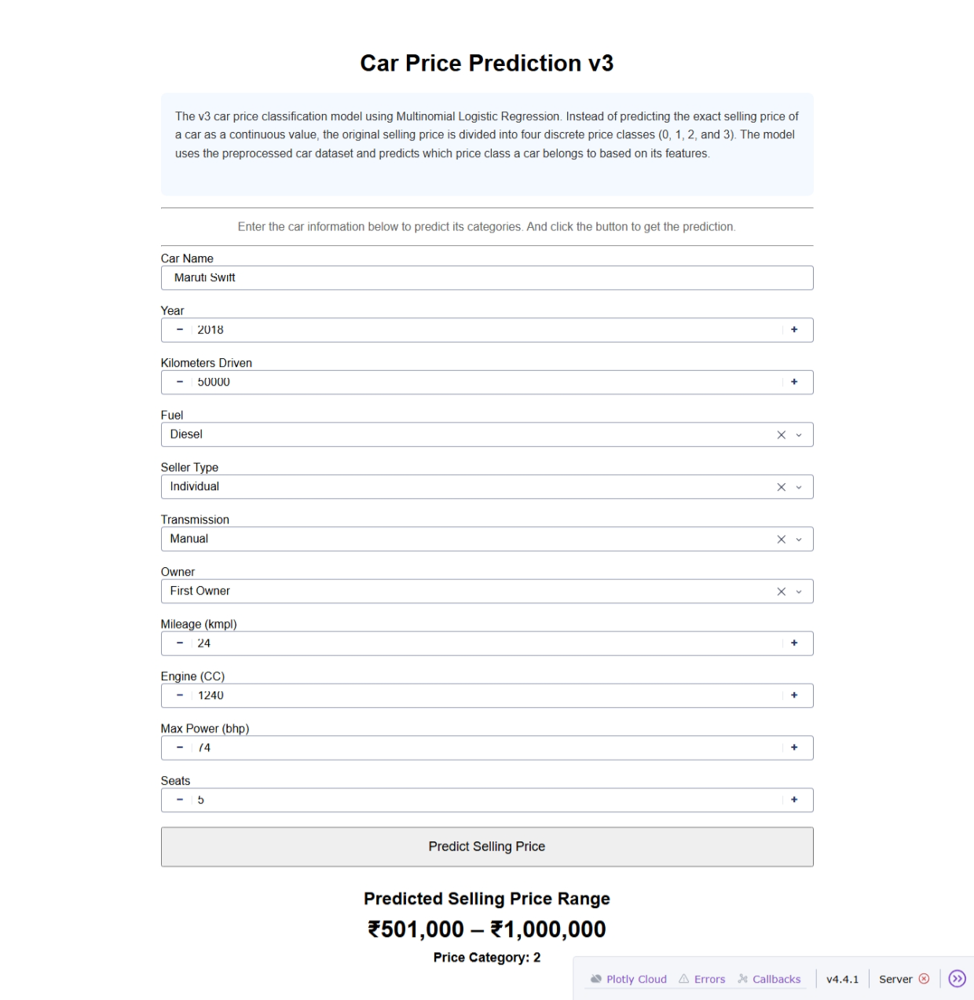 Car Price Prediction v3
The v3 car price classification model using Multinomial Logistic Regression. Instead of predicting the exact selling price of
a car as a continuous value, the original selling price is divided into four discrete price classes (0, 1, 2, and 3). The model
uses the preprocessed car dataset and predicts which price class a car belongs to based on its features.
Enter the car information below to predict its categories. And click the button to get the prediction.
Car Name
Maruti Swift
Year
− 2018 +
Kilometers Driven
− 50000 +
Fuel
Diesel
Seller Type
Individual
Transmission
Manual
Owner
First Owner
Mileage (kmpl)
− 24 +
Engine (CC)
− 1240 +
Max Power (bhp)
− 74 +
Seats
− 5 +
Predict Selling Price
Predicted Selling Price Range
₹501,000 – ₹1,000,000
Price Category: 2
Plotly Cloud Errors Callbacks v4.4.1 Server